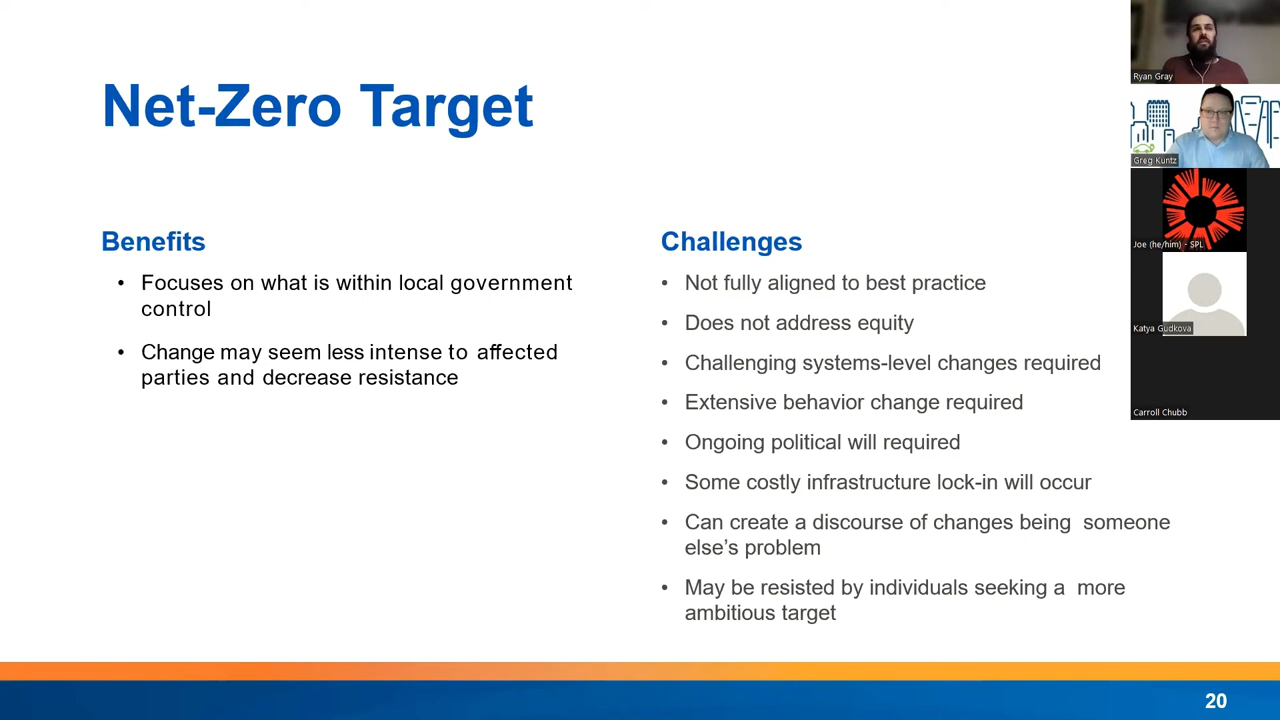 Net-Zero Target
Benefits
• Focuses on what is within local government
control
• Change may seem less intense to affected
parties and decrease resistance
Challenges
• Not fully aligned to best practice
• Does not address equity
• Challenging systems-level changes required
• Extensive behavior change required
• Ongoing political will required
• Some costly infrastructure lock-in will occur
• Can create a discourse of changes being someone
else’s problem
• May be resisted by individuals seeking a more
ambitious target
20
Ryan Gray
Greg Kuntz
Joe (he/him) - SPL
Katya Gudkova
Carroll Chubb